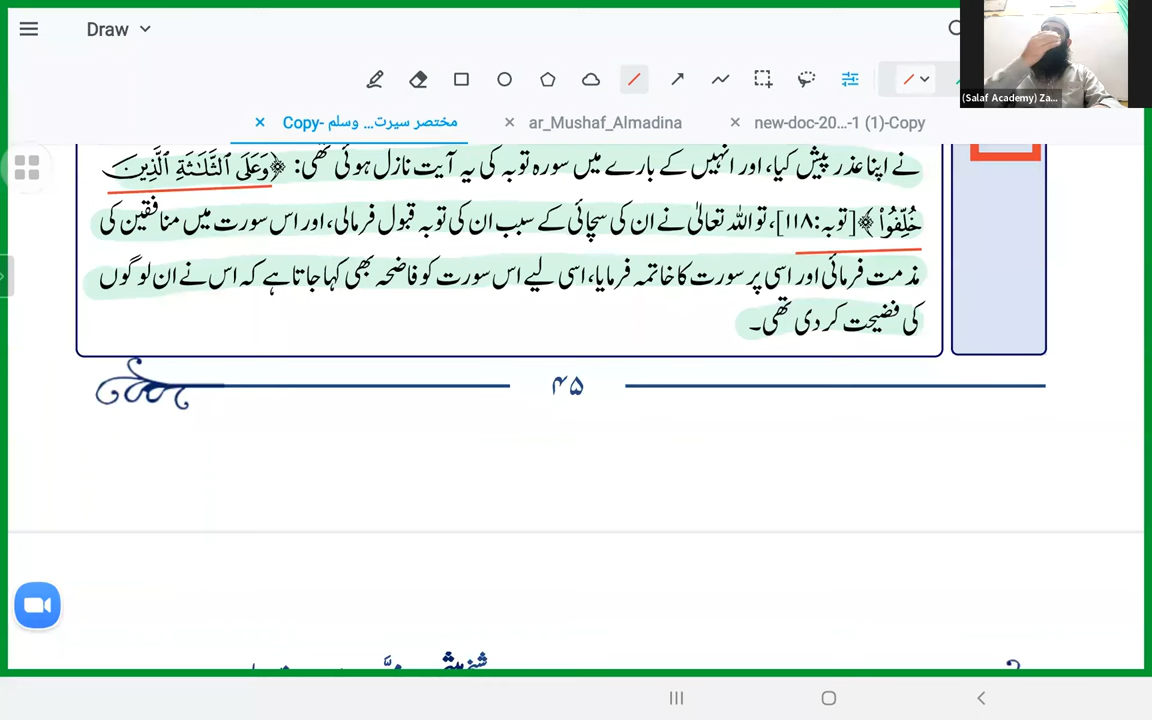 Draw
(Salaf Academy) Za...
Copy- مختصر سیرت... وسلم
ar_Mushaf_Almadina
new-doc-20...-1 (1)-Copy
نے اپنا عذر پیش کیا، اور انہیں کے بارے میں سورہ توبہ کی یہ آیت نازل ہوئی تھی: ﴿وَعَلَى ٱلثَّلَـٰثَةِ ٱلَّذِينَ
خُلِّفُوا۟﴾ [توبہ:۱۱۸]، تو اللہ تعالیٰ نے ان کی سچائی کے سبب ان کی توبہ قبول فرمالی، اور اس سورت میں منافقین کی
مذمت فرمائی اور اسی پر سورت کا خاتمہ فرمایا، اسی لیے اس سورت کو فاضحہ بھی کہا جاتا ہے کہ اس نے ان لوگوں
کی فضیحت کر دی تھی۔
۴۵